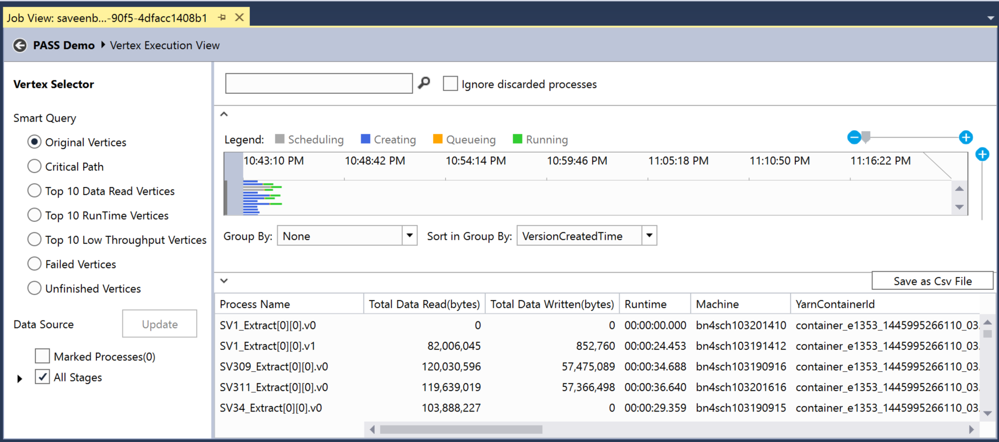 Job View: saveenb...-90f5-4dfacc1408b1
PASS Demo Vertex Execution View
Vertex Selector
Smart Query
Original Vertices
Critical Path
Top 10 Data Read Vertices
Top 10 RunTime Vertices
Top 10 Low Throughput Vertices
Failed Vertices
Unfinished Vertices
Data Source Update
Marked Processes(0)
All Stages
Ignore discarded processes
Legend: Scheduling Creating Queueing Running
10:43:10 PM 10:48:42 PM 10:54:14 PM 10:59:46 PM 11:05:18 PM 11:10:50 PM 11:16:22 PM
Group By: None Sort in Group By: VersionCreatedTime
Save as Csv File
Process Name Total Data Read(bytes) Total Data Written(bytes) Runtime Machine YarnContainerId
SV1_Extract[0][0].v0 0 0 00:00:00.000 bn4sch103201410 container_e1353_1445995266110_03.
SV1_Extract[0][0].v1 82,006,045 852,760 00:00:24.453 bn4sch103191412 container_e1353_1445995266110_03.
SV309_Extract[0][0].v0 120,030,596 57,475,089 00:00:34.688 bn4sch103190916 container_e1353_1445995266110_03.
SV311_Extract[0][0].v0 119,639,019 57,366,498 00:00:36.640 bn4sch103201616 container_e1353_1445995266110_03.
SV34_Extract[0][0].v0 103,888,227 0 00:00:29.359 bn4sch103190915 container_e1353_1445995266110_03.